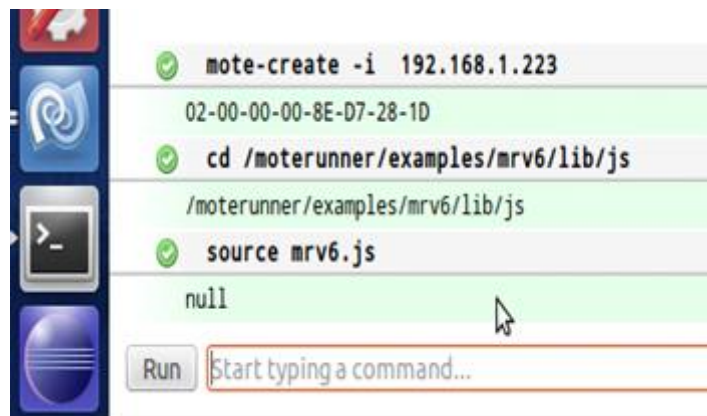 mote-create -i 192.168.1.223
02-00-00-00-8E-D7-28-1D
cd /moterunner/examples/mrv6/lib/js
/moterunner/examples/mrv6/lib/js
source mrv6.js
null
Run Start typing a command...